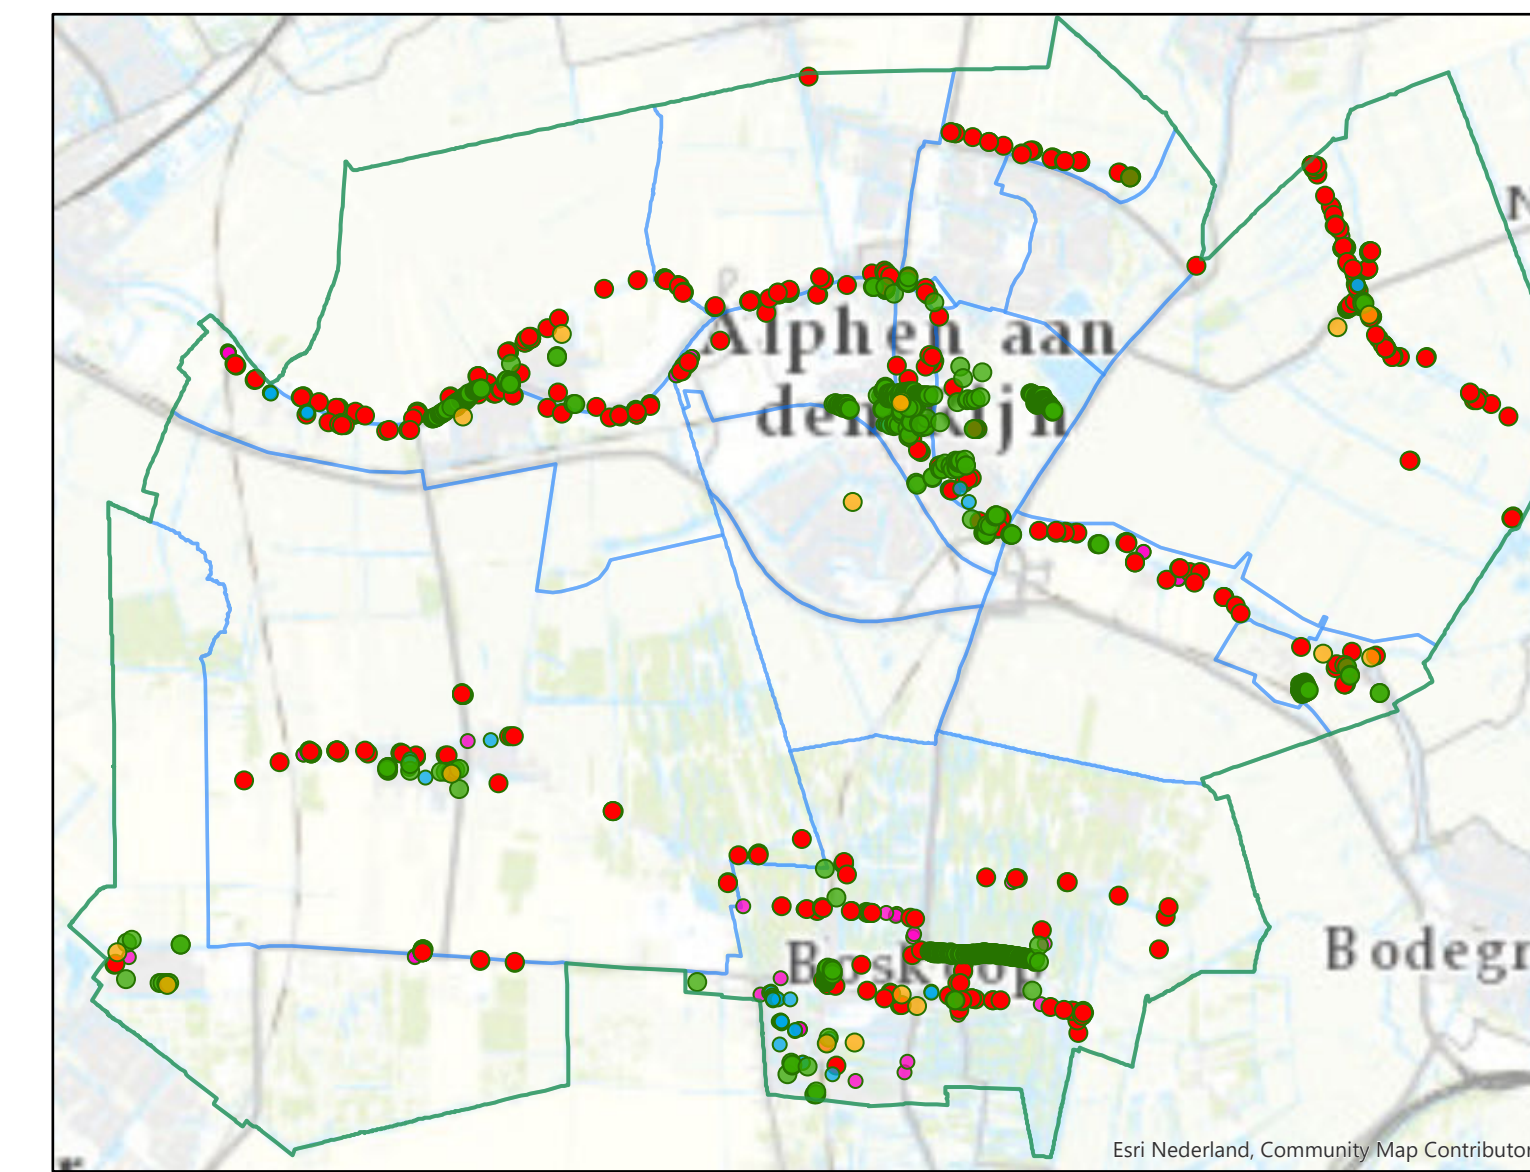 N
Alphen aan
den Rijn
Boskoop
Bodegr
r
Esri Nederland, Community Map Contributor